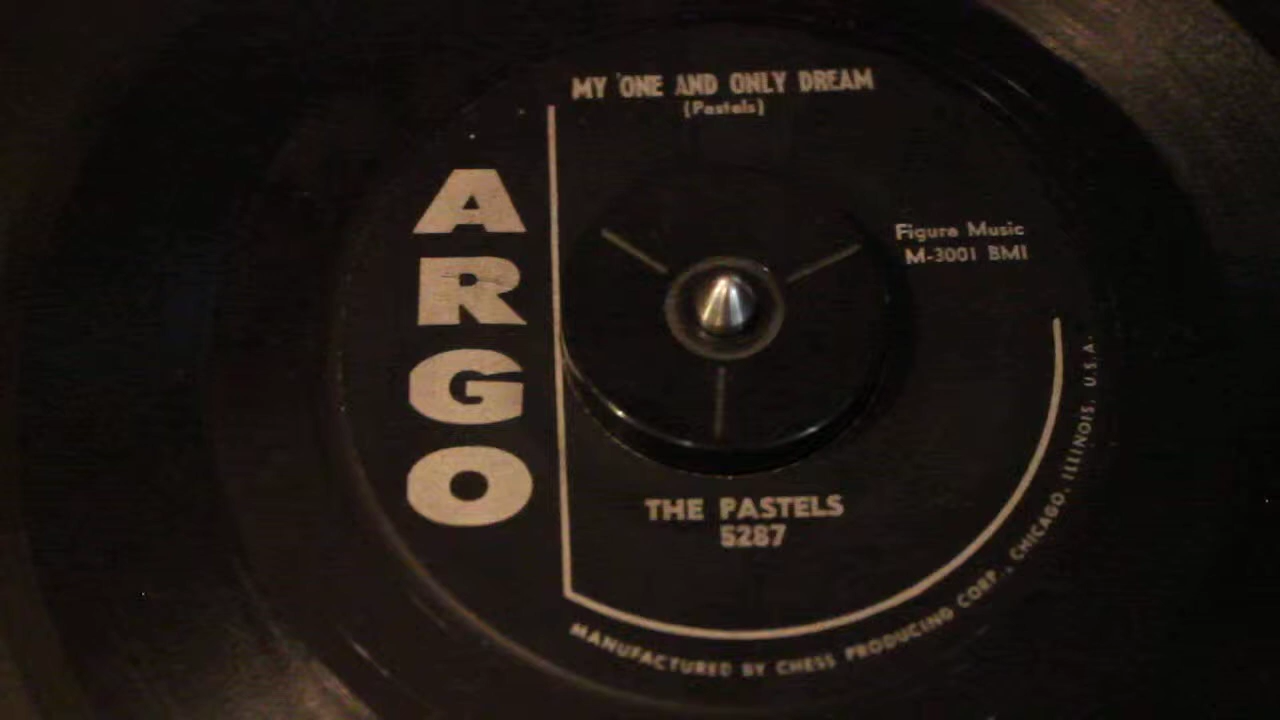 MY ONE AND ONLY DREAM
(Pastels)
ARGO
Figure Music
M-3001 BMI
THE PASTELS
5287
MANUFACTURED BY CHESS PRODUCING CORP., CHICAGO, ILLINOIS, U.S.A.